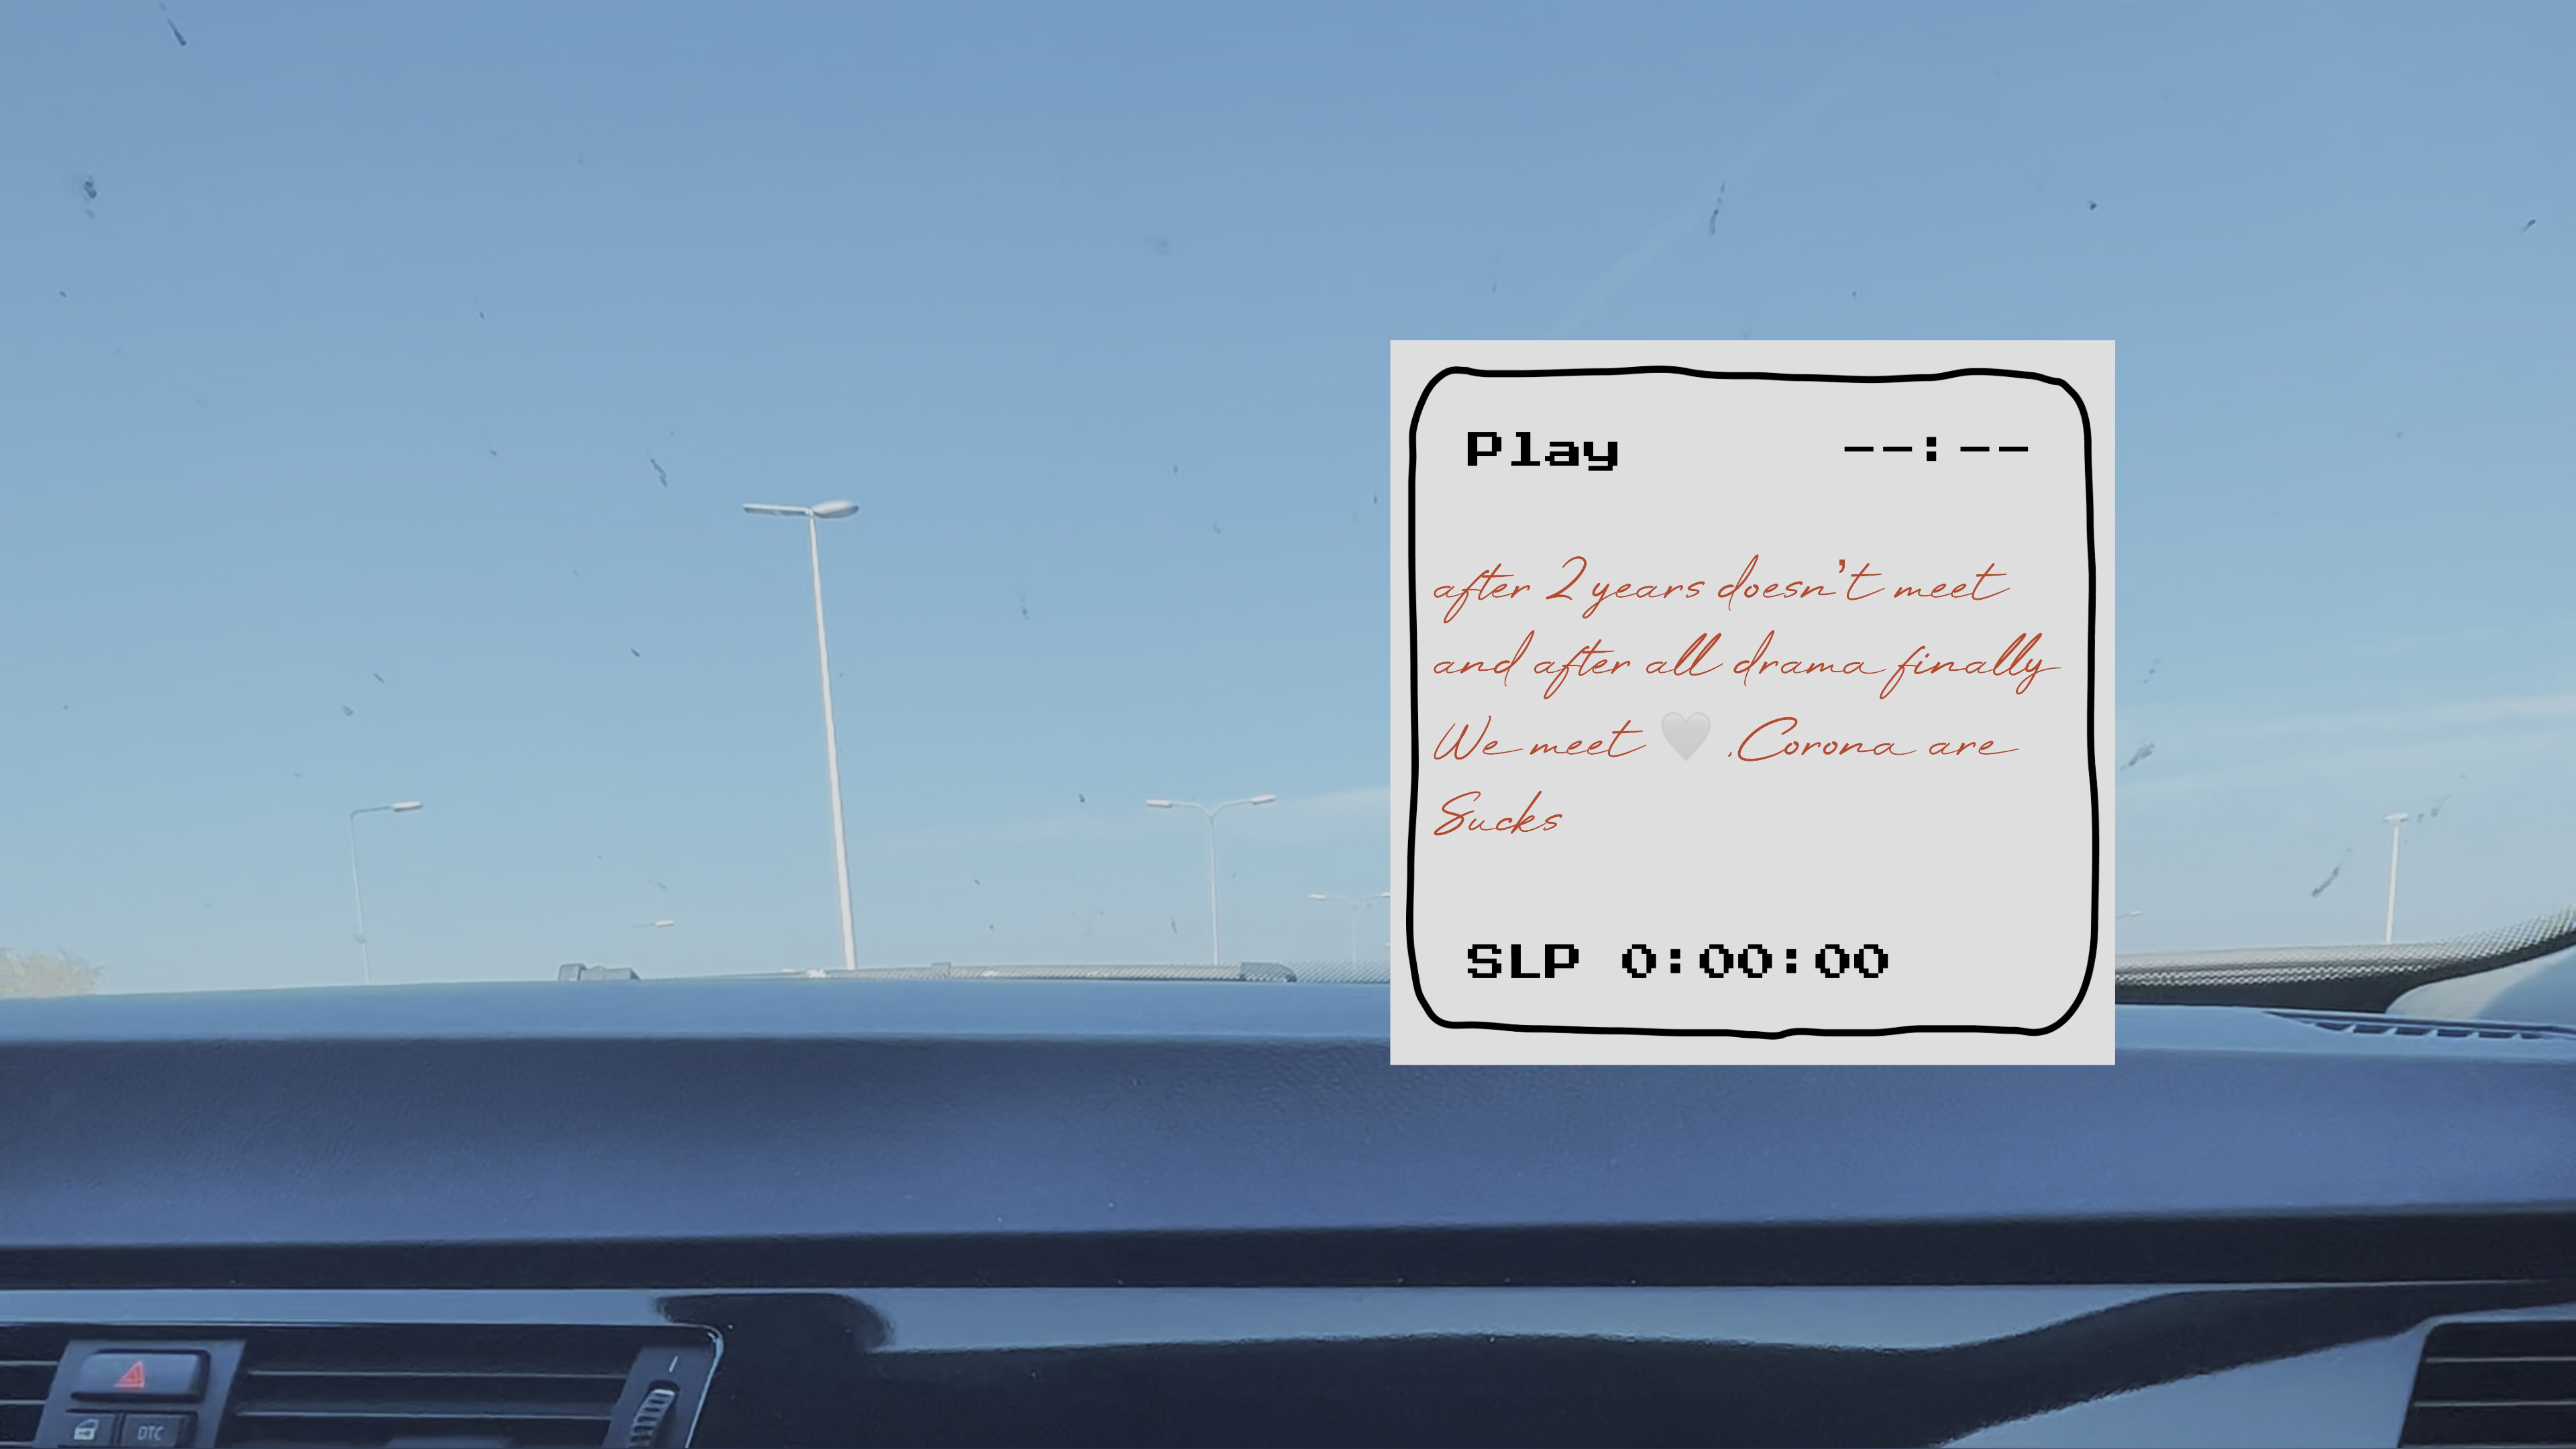 Play --:--
after 2 years doesn't meet
and after all drama finally
We meet 🤍 .Corona are
Sucks
SLP 0:00:00
DTC